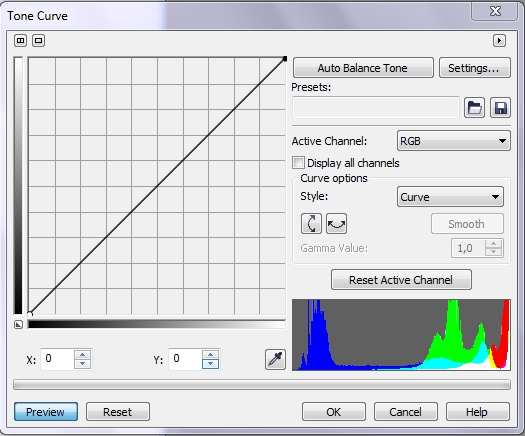 Tone Curve
Auto Balance Tone Settings...
Presets:
Active Channel: RGB
Display all channels
Curve options
Style: Curve
Smooth
Gamma Value: 1,0
Reset Active Channel
X: 0 Y: 0
Preview Reset OK Cancel Help